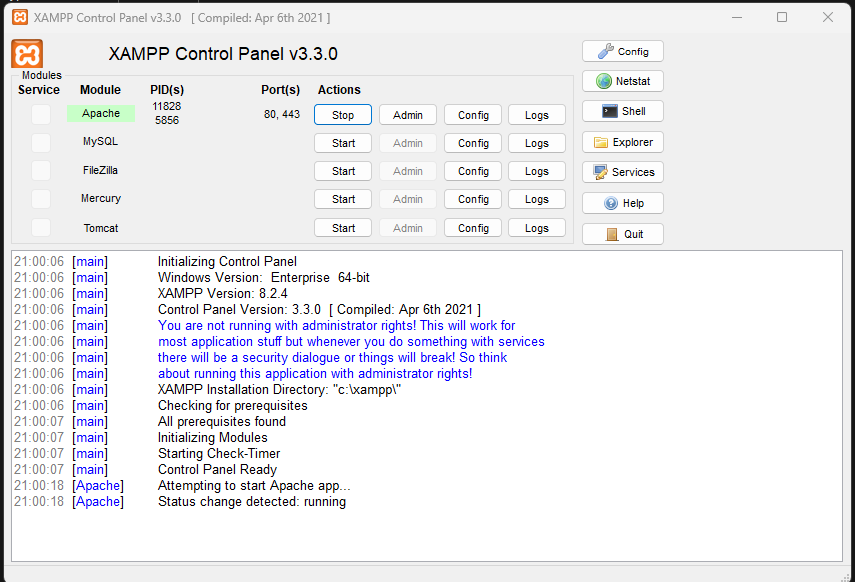 XAMPP Control Panel v3.3.0 [ Compiled: Apr 6th 2021 ]
XAMPP Control Panel v3.3.0
Modules
Service Module PID(s) Port(s) Actions
Apache 11828 5856 80, 443 Stop Admin Config Logs
MySQL Start Admin Config Logs
FileZilla Start Admin Config Logs
Mercury Start Admin Config Logs
Tomcat Start Admin Config Logs
Config
Netstat
Shell
Explorer
Services
Help
Quit
21:00:06 [main] Initializing Control Panel
21:00:06 [main] Windows Version: Enterprise 64-bit
21:00:06 [main] XAMPP Version: 8.2.4
21:00:06 [main] Control Panel Version: 3.3.0 [ Compiled: Apr 6th 2021 ]
21:00:06 [main] You are not running with administrator rights! This will work for
21:00:06 [main] most application stuff but whenever you do something with services
21:00:06 [main] there will be a security dialogue or things will break! So think
21:00:06 [main] about running this application with administrator rights!
21:00:06 [main] XAMPP Installation Directory: "c:\xampp\"
21:00:06 [main] Checking for prerequisites
21:00:07 [main] All prerequisites found
21:00:07 [main] Initializing Modules
21:00:07 [main] Starting Check-Timer
21:00:07 [main] Control Panel Ready
21:00:18 [Apache] Attempting to start Apache app...
21:00:18 [Apache] Status change detected: running